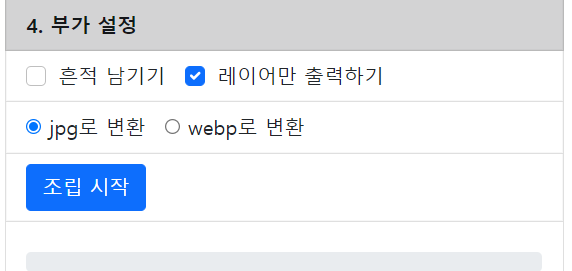 4. 부가 설정
흔적 남기기 레이어만 출력하기
jpg로 변환 webp로 변환
조립 시작